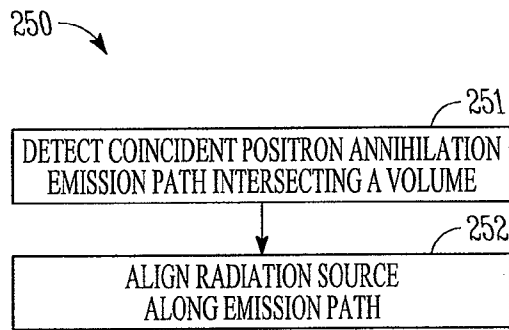 250
251
DETECT COINCIDENT POSITRON ANNIHILATION
EMISSION PATH INTERSECTING A VOLUME
252
ALIGN RADIATION SOURCE
ALONG EMISSION PATH